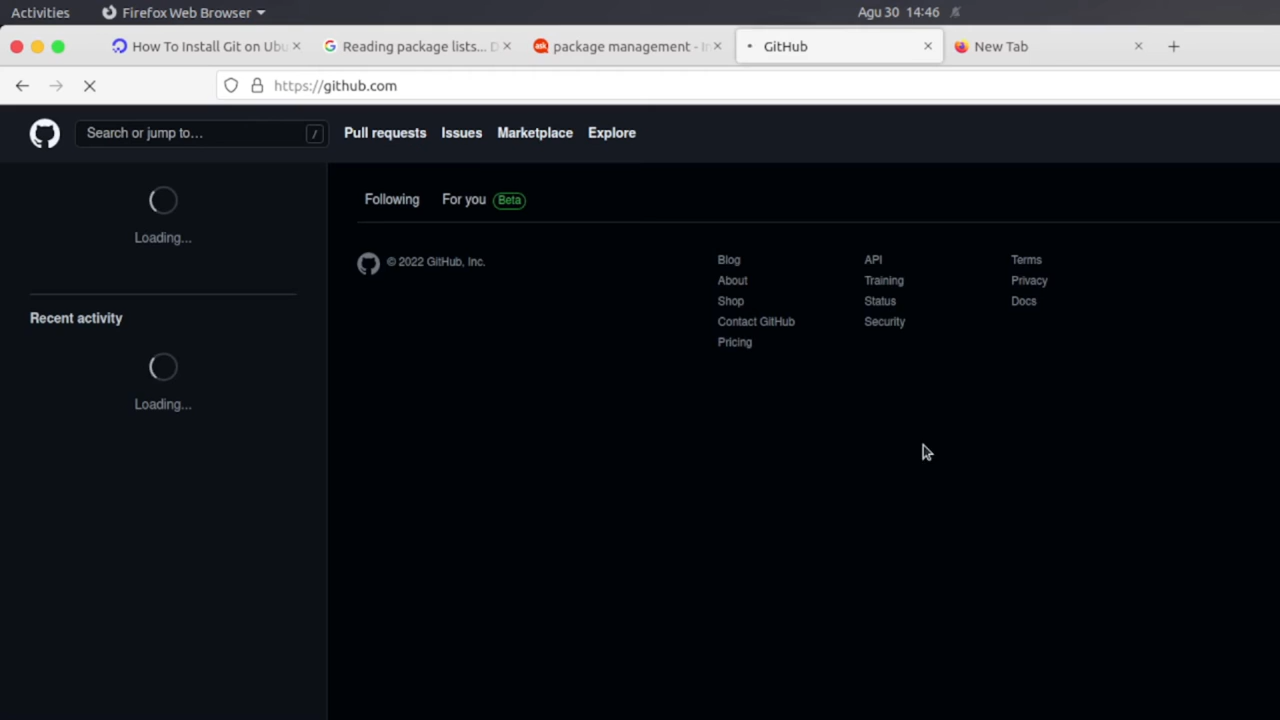 Activities Firefox Web Browser Agu 30 14:46
How To Install Git on Ubu Reading package lists... D package management - I GitHub New Tab
https://github.com
Search or jump to... / Pull requests Issues Marketplace Explore
Loading...
Recent activity
Loading...
Following For you Beta
© 2022 GitHub, Inc.
Blog
About
Shop
Contact GitHub
Pricing
API
Training
Status
Security
Terms
Privacy
Docs